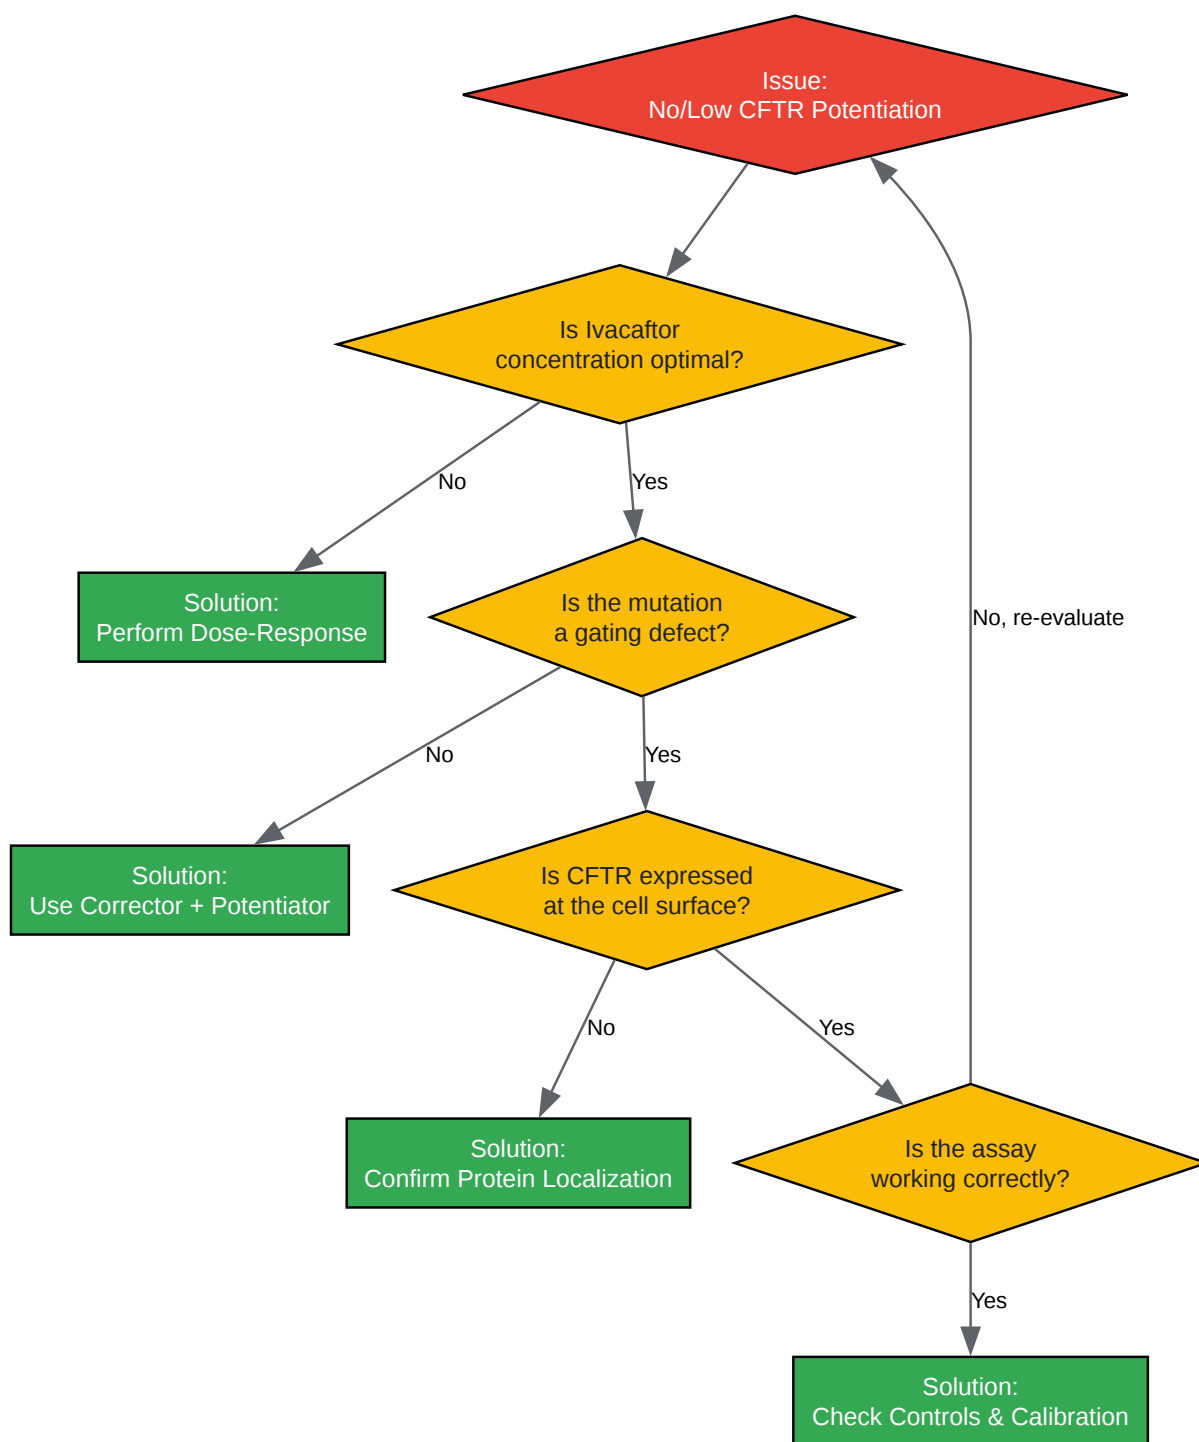 Issue:
No/Low CFTR Potentiation
Is Ivacaftor
concentration optimal?
No
Yes
Solution:
Perform Dose-Response
Is the mutation
a gating defect?
No, re-evaluate
No
Yes
Solution:
Use Corrector + Potentiator
Is CFTR expressed
at the cell surface?
No
Yes
Solution:
Confirm Protein Localization
Is the assay
working correctly?
Yes
Solution:
Check Controls & Calibration